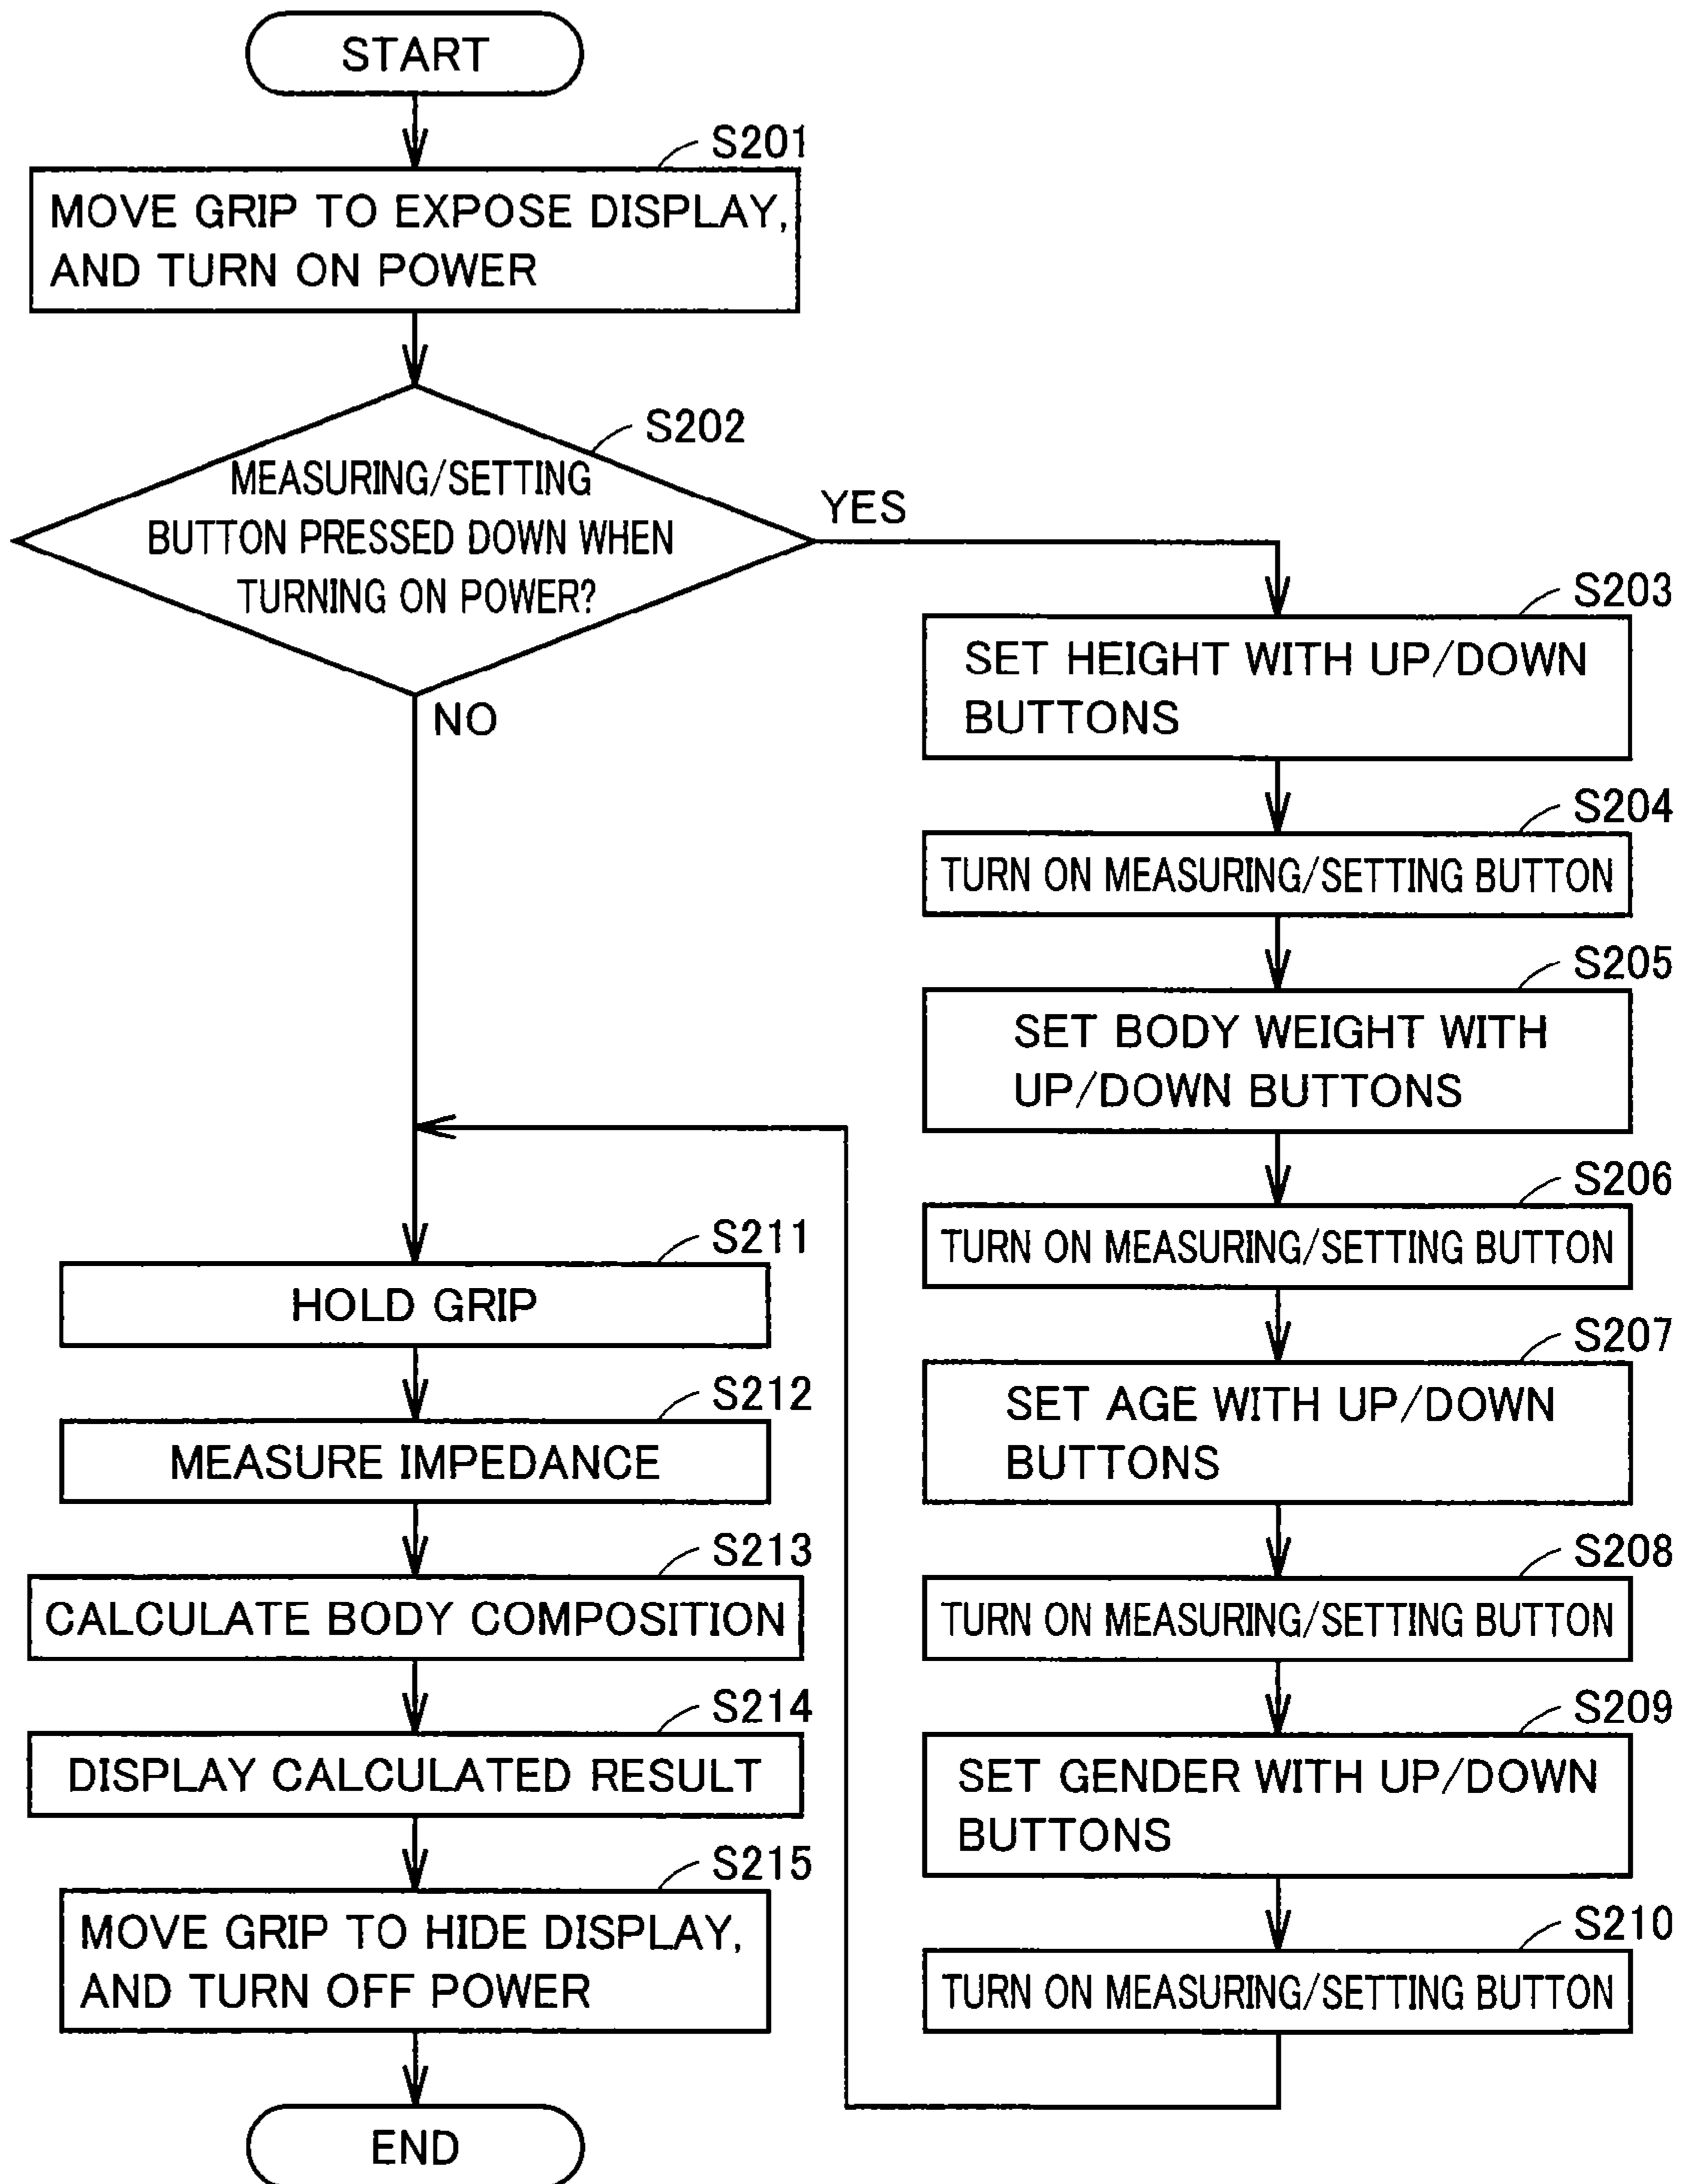 START
S201
MOVE GRIP TO EXPOSE DISPLAY,
AND TURN ON POWER
S202
MEASURING/SETTING
BUTTON PRESSED DOWN WHEN
TURNING ON POWER?
YES
NO
S203
SET HEIGHT WITH UP/DOWN
BUTTONS
S204
TURN ON MEASURING/SETTING BUTTON
S205
SET BODY WEIGHT WITH
UP/DOWN BUTTONS
S206
TURN ON MEASURING/SETTING BUTTON
S207
SET AGE WITH UP/DOWN
BUTTONS
S208
TURN ON MEASURING/SETTING BUTTON
S209
SET GENDER WITH UP/DOWN
BUTTONS
S210
TURN ON MEASURING/SETTING BUTTON
S211
HOLD GRIP
S212
MEASURE IMPEDANCE
S213
CALCULATE BODY COMPOSITION
S214
DISPLAY CALCULATED RESULT
S215
MOVE GRIP TO HIDE DISPLAY,
AND TURN OFF POWER
END